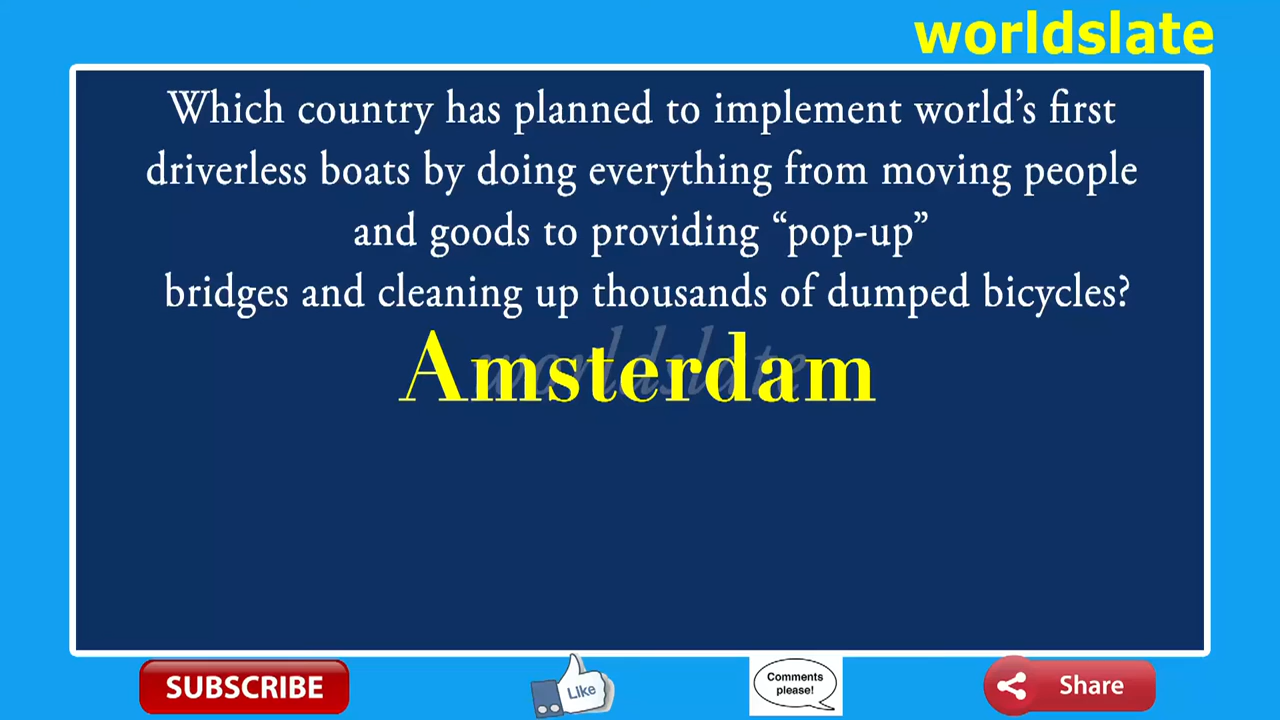 worldslate
Which country has planned to implement world’s first
driverless boats by doing everything from moving people
and goods to providing “pop-up”
bridges and cleaning up thousands of dumped bicycles?
worldslate
Amsterdam
SUBSCRIBE
Like
Comments
please!
Share